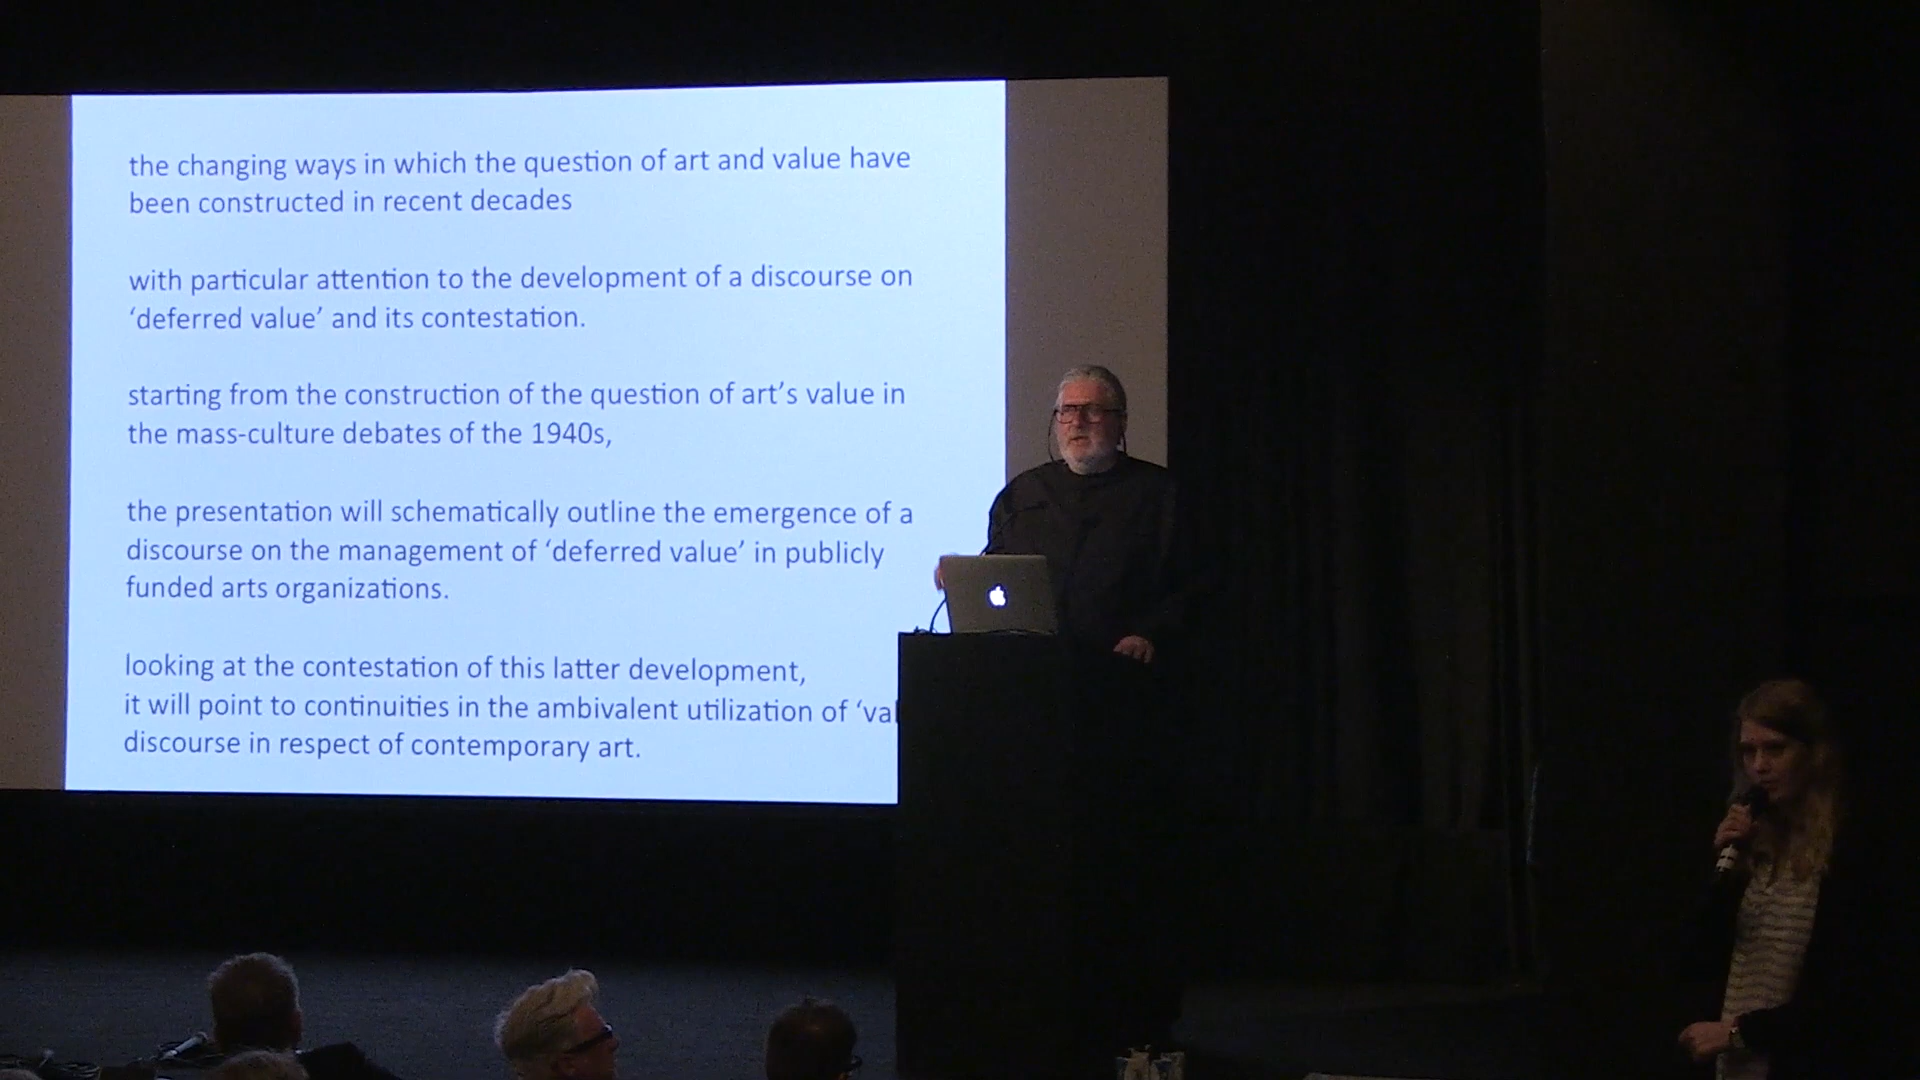 the changing ways in which the question of art and value have
been constructed in recent decades
with particular attention to the development of a discourse on
‘deferred value’ and its contestation.
starting from the construction of the question of art’s value in
the mass-culture debates of the 1940s,
the presentation will schematically outline the emergence of a
discourse on the management of ‘deferred value’ in publicly
funded arts organizations.
looking at the contestation of this latter development,
it will point to continuities in the ambivalent utilization of
discourse in respect of contemporary art.